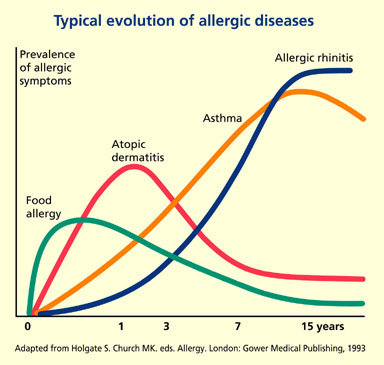 Typical evolution of allergic diseases
Prevalence
of allergic
symptoms
Allergic rhinitis
Asthma
Atopic
dermatitis
Food
allergy
0 1 3 7 15 years
Adapted from Holgate S. Church MK. eds. Allergy. London: Gower Medical Publishing, 1993